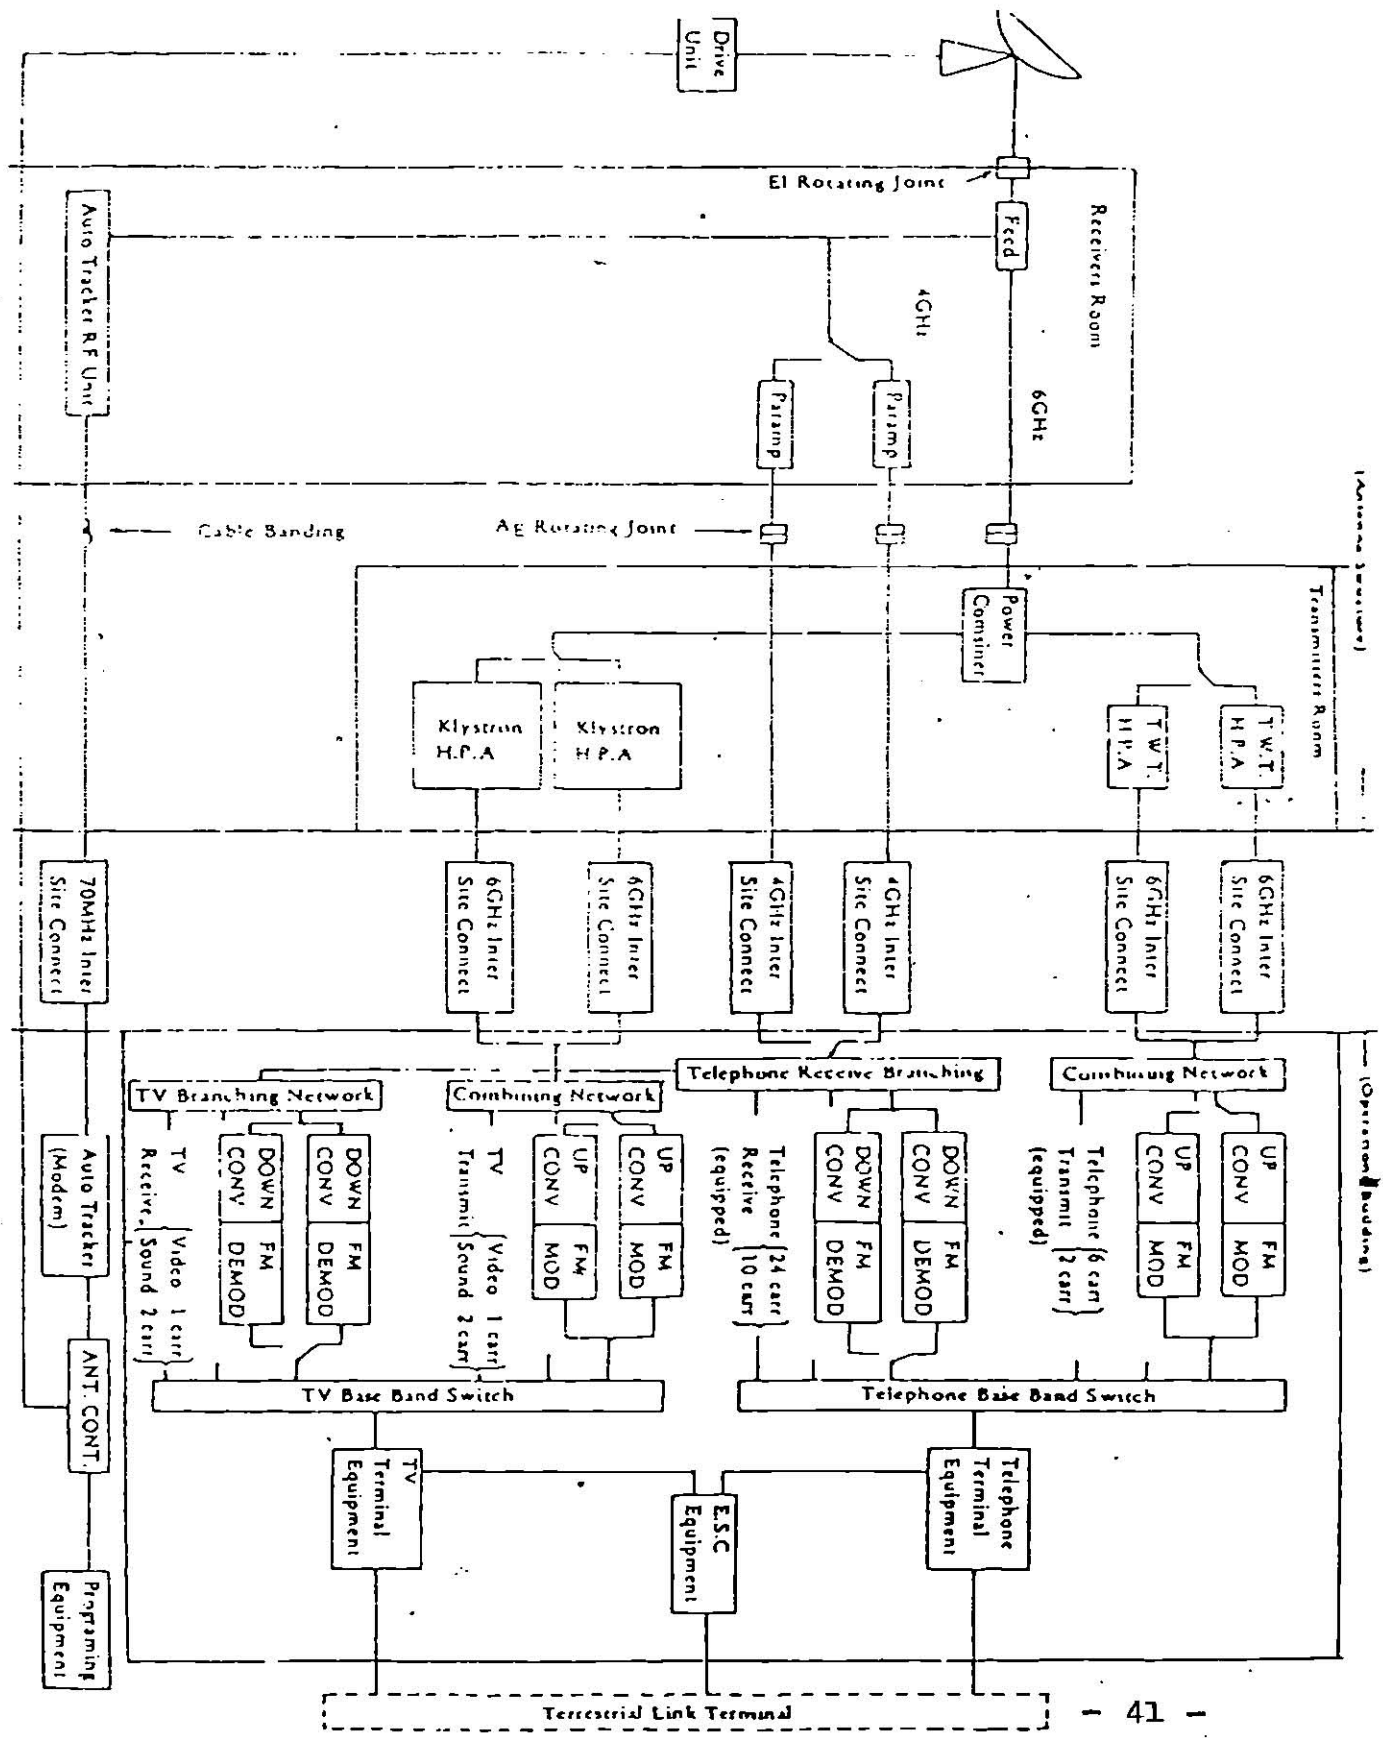 Drive
Unit
El Rotating Joint
Receivers Room
Feed
Auto Tracker RF Unit
4GHz
6GHz
Paramp
Paramp
Cable Banding
AE Rotating Joint
Transmitters Room
Power
Comsiner
Klystron
H.P.A
Klystron
H.P.A
T.W.T.
H.P.A
T.W.T.
H.P.A
70MHz Inter
Site Connect
6GHz Inter
Site Connect
6GHz Inter
Site Connect
4GHz Inter
Site Connect
4GHz Inter
Site Connect
6GHz Inter
Site Connect
6GHz Inter
Site Connect
TV Branching Network
Combining Network
Telephone Receive Branching
Combining Network
Auto Tracker
(Modem)
TV
Receive
Video 1 carr
Sound 2 carr
DOWN
CONV
FM
DEMOD
DOWN
CONV
FM
DEMOD
TV
Transmit
Video 1 carr
Sound 2 carr
UP
CONV
FM
MOD
UP
CONV
FM
MOD
Telephone
Receive
(equipped)
24 carr
10 carr
DOWN
CONV
FM
DEMOD
DOWN
CONV
FM
DEMOD
Telephone
Transmit
(equipped)
6 carr
2 carr
UP
CONV
FM
MOD
UP
CONV
FM
MOD
ANT. CONT.
TV Base Band Switch
Telephone Base Band Switch
TV
Terminal
Equipment
E.S.C
Equipment
Telephone
Terminal
Equipment
Programing
Equipment
Terrestrial Link Terminal
- 41 -